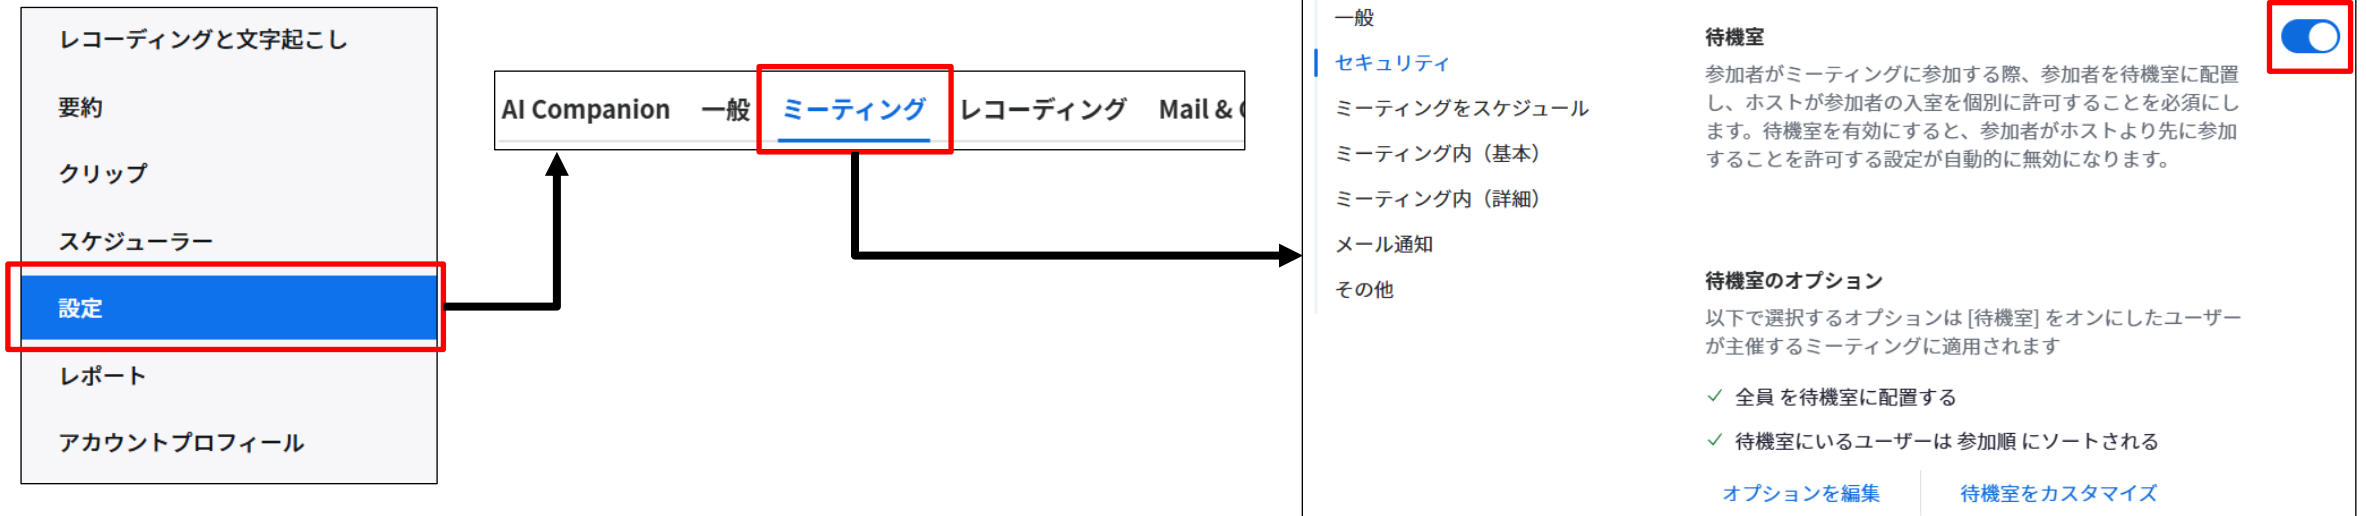 レコーディングと文字起こし
要約
クリップ
スケジューラー
設定
レポート
アカウントプロフィール
AI Companion 一般 ミーティング レコーディング Mail &
一般
セキュリティ
ミーティングをスケジュール
ミーティング内（基本）
ミーティング内（詳細）
メール通知
その他
待機室
参加者がミーティングに参加する際、参加者を待機室に配置
し、ホストが参加者の入室を個別に許可することを必須にし
ます。待機室を有効にすると、参加者がホストより先に参加
することを許可する設定が自動的に無効になります。
待機室のオプション
以下で選択するオプションは [待機室] をオンにしたユーザー
が主催するミーティングに適用されます
✓ 全員 を待機室に配置する
✓ 待機室にいるユーザーは 参加順 にソートされる
オプションを編集 待機室をカスタマイズ